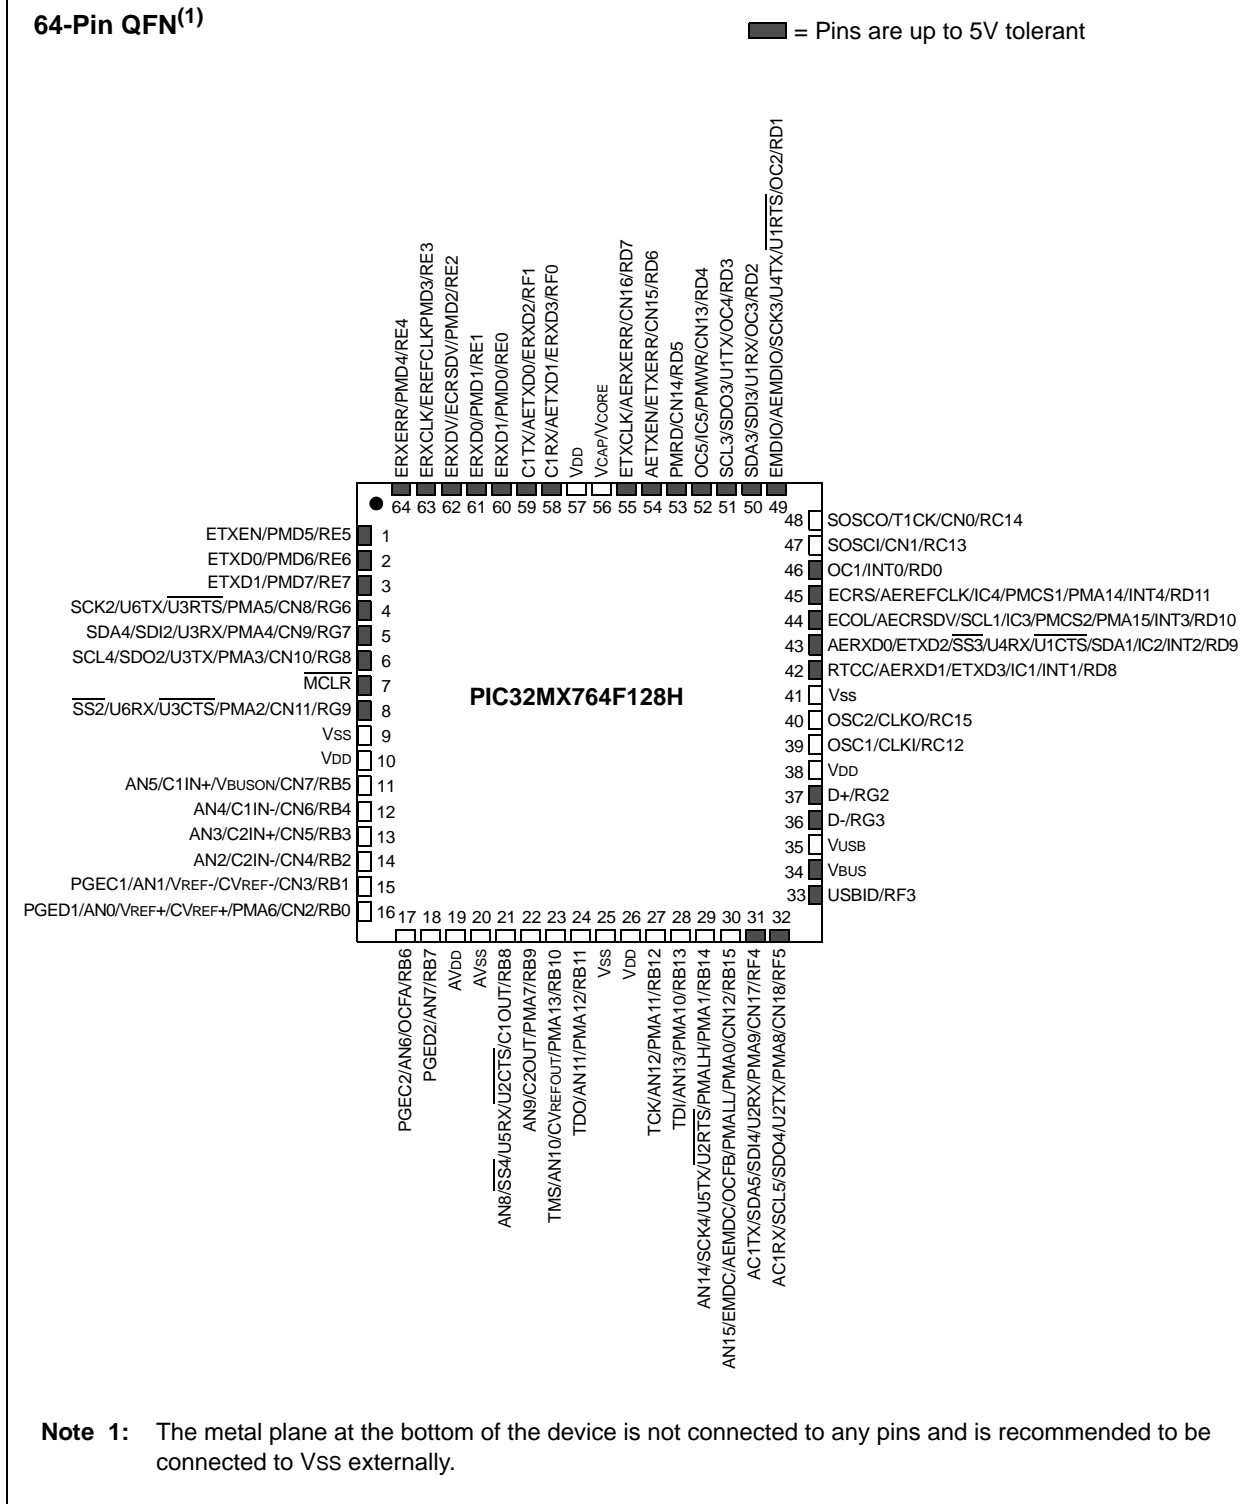 64-Pin QFN(1)
= Pins are up to 5V tolerant
ERXERR/PMD4/RE4
ERXCLK/EREFCLKPMD3/RE3
ERXDV/ECRSDV/PMD2/RE2
ERXD0/PMD1/RE1
ERXD1/PMD0/RE0
C1TX/AETXD0/ERXD2/RF1
C1RX/AETXD1/ERXD3/RF0
VDD
VCAP/VCORE
ETXCLK/AERXERR/CN16/RD7
AETXEN/ETXERR/CN15/RD6
PMRD/CN14/RD5
OC5/IC5/PMWR/CN13/RD4
SCL3/SDO3/U1TX/OC4/RD3
SDA3/SDI3/U1RX/OC3/RD2
EMDIO/AEMDIO/SCK3/U4TX/U1RTS/OC2/RD1
64 63 62 61 60 59 58 57 56 55 54 53 52 51 50 49
ETXEN/PMD5/RE5 1
ETXD0/PMD6/RE6 2
ETXD1/PMD7/RE7 3
SCK2/U6TX/U3RTS/PMA5/CN8/RG6 4
SDA4/SDI2/U3RX/PMA4/CN9/RG7 5
SCL4/SDO2/U3TX/PMA3/CN10/RG8 6
MCLR 7
SS2/U6RX/U3CTS/PMA2/CN11/RG9 8
VSS 9
VDD 10
AN5/C1IN+/VBUSON/CN7/RB5 11
AN4/C1IN-/CN6/RB4 12
AN3/C2IN+/CN5/RB3 13
AN2/C2IN-/CN4/RB2 14
PGEC1/AN1/VREF-/CVREF-/CN3/RB1 15
PGED1/AN0/VREF+/CVREF+/PMA6/CN2/RB0 16
PIC32MX764F128H
48 SOSCO/T1CK/CN0/RC14
47 SOSCI/CN1/RC13
46 OC1/INT0/RD0
45 ECRS/AEREFCLK/IC4/PMCS1/PMA14/INT4/RD11
44 ECOL/AECRSDV/SCL1/IC3/PMCS2/PMA15/INT3/RD10
43 AERXD0/ETXD2/SS3/U4RX/U1CTS/SDA1/IC2/INT2/RD9
42 RTCC/AERXD1/ETXD3/IC1/INT1/RD8
41 Vss
40 OSC2/CLKO/RC15
39 OSC1/CLKI/RC12
38 VDD
37 D+/RG2
36 D-/RG3
35 VUSB
34 VBUS
33 USBID/RF3
17 18 19 20 21 22 23 24 25 26 27 28 29 30 31 32
PGEC2/AN6/OCFA/RB6
PGED2/AN7/RB7
AVDD
AVSS
AN8/SS4/U5RX/U2CTS/C1OUT/RB8
AN9/C2OUT/PMA7/RB9
TMS/AN10/CVREFOUT/PMA13/RB10
TDO/AN11/PMA12/RB11
VSS
VDD
TCK/AN12/PMA11/RB12
TDI/AN13/PMA10/RB13
AN14/SCK4/U5TX/U2RTS/PMALH/PMA1/RB14
AN15/EMDC/AEMDC/OCFB/PMALL/PMA0/CN12/RB15
AC1TX/SDA5/SDI4/U2RX/PMA9/CN17/RF4
AC1RX/SCL5/SDO4/U2TX/PMA8/CN18/RF5
Note 1: The metal plane at the bottom of the device is not connected to any pins and is recommended to be
connected to VSS externally.